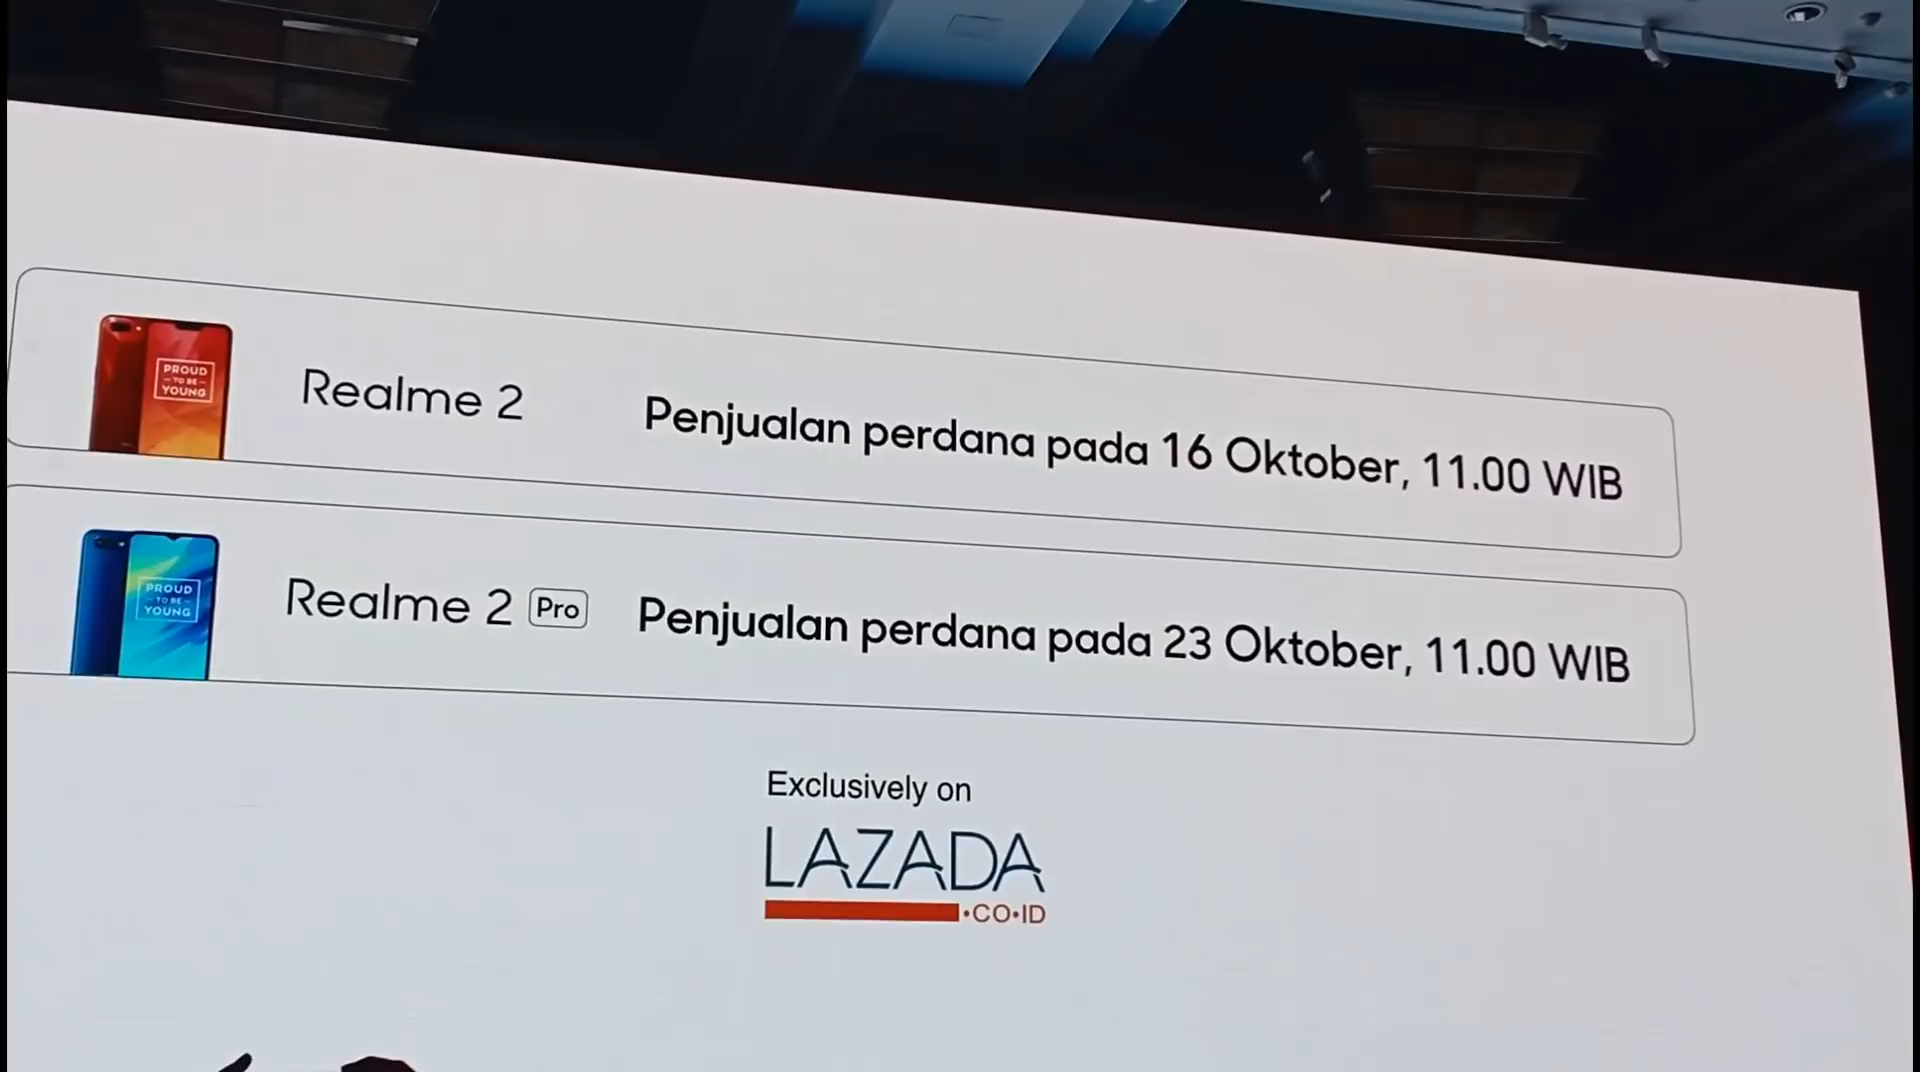 PROUD
TO BE
YOUNG
Realme 2
Penjualan perdana pada 16 Oktober, 11.00 WIB
PROUD
TO BE
YOUNG
Realme 2 Pro
Penjualan perdana pada 23 Oktober, 11.00 WIB
Exclusively on
LAZADA
•CO•ID